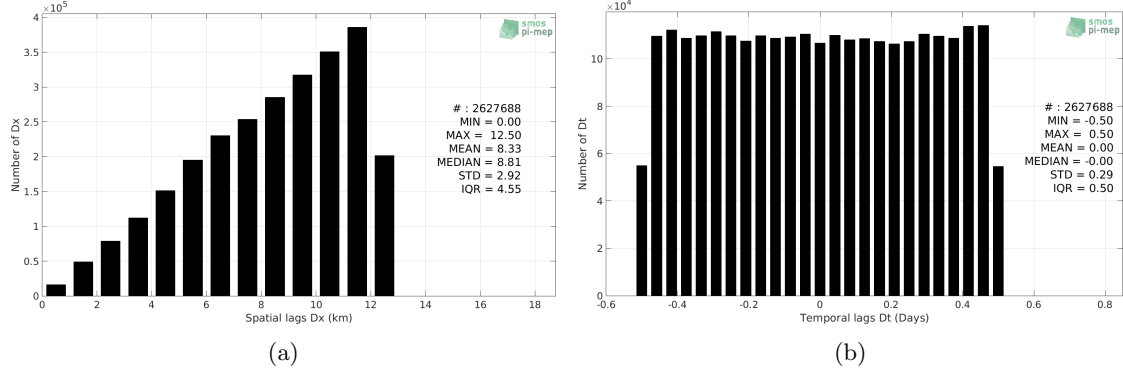 ×10⁵
4
3.5
3
2.5
2
1.5
1
0.5
0
0 2 4 6 8 10 12 14 16 18
Number of Dx
Spatial lags Dx (km)
smos
pi-mep
# : 2627688
MIN = 0.00
MAX = 12.50
MEAN = 8.33
MEDIAN = 8.81
STD = 2.92
IQR = 4.55
(a)
×10⁴
10
8
6
4
2
0
-0.6 -0.4 -0.2 0 0.2 0.4 0.6 0.8
Number of Dt
Temporal lags Dt (Days)
smos
pi-mep
# : 2627688
MIN = -0.50
MAX = 0.50
MEAN = 0.00
MEDIAN = -0.00
STD = 0.29
IQR = 0.50
(b)